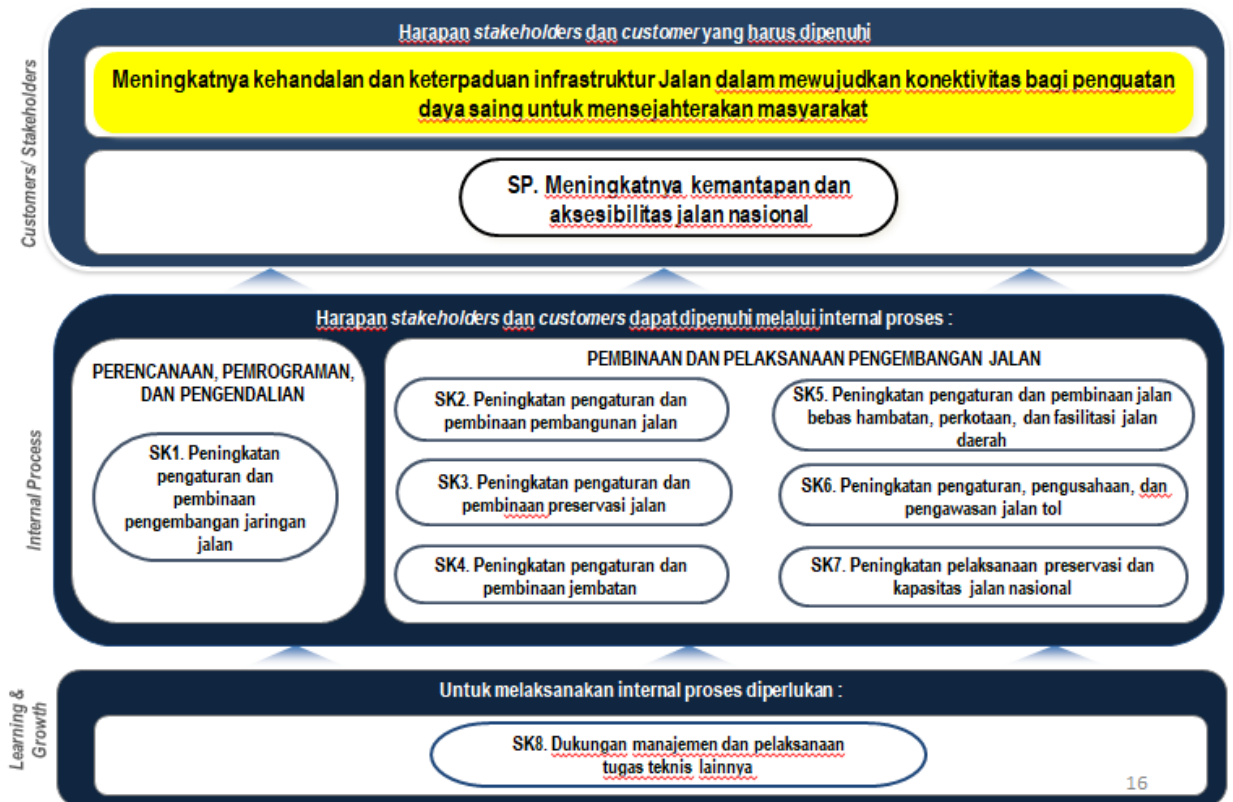 Customers/ Stakeholders
Harapan stakeholders dan customer yang harus dipenuhi
Meningkatnya kehandalan dan keterpaduan infrastruktur Jalan dalam mewujudkan konektivitas bagi penguatan
daya saing untuk mensejahterakan masyarakat
SP. Meningkatnya kemantapan dan
aksesibilitas jalan nasional
Internal Process
Harapan stakeholders dan customers dapat dipenuhi melalui internal proses :
PERENCANAAN, PEMROGRAMAN,
DAN PENGENDALIAN
SK1. Peningkatan
pengaturan dan
pembinaan
pengembangan jaringan
jalan
PEMBINAAN DAN PELAKSANAAN PENGEMBANGAN JALAN
SK2. Peningkatan pengaturan dan
pembinaan pembangunan jalan
SK3. Peningkatan pengaturan dan
pembinaan preservasi jalan
SK4. Peningkatan pengaturan dan
pembinaan jembatan
SK5. Peningkatan pengaturan dan pembinaan jalan
bebas hambatan, perkotaan, dan fasilitasi jalan
daerah
SK6. Peningkatan pengaturan, pengusahaan, dan
pengawasan jalan tol
SK7. Peningkatan pelaksanaan preservasi dan
kapasitas jalan nasional
Learning &
Growth
Untuk melaksanakan internal proses diperlukan :
SK8. Dukungan manajemen dan pelaksanaan
tugas teknis lainnya
16